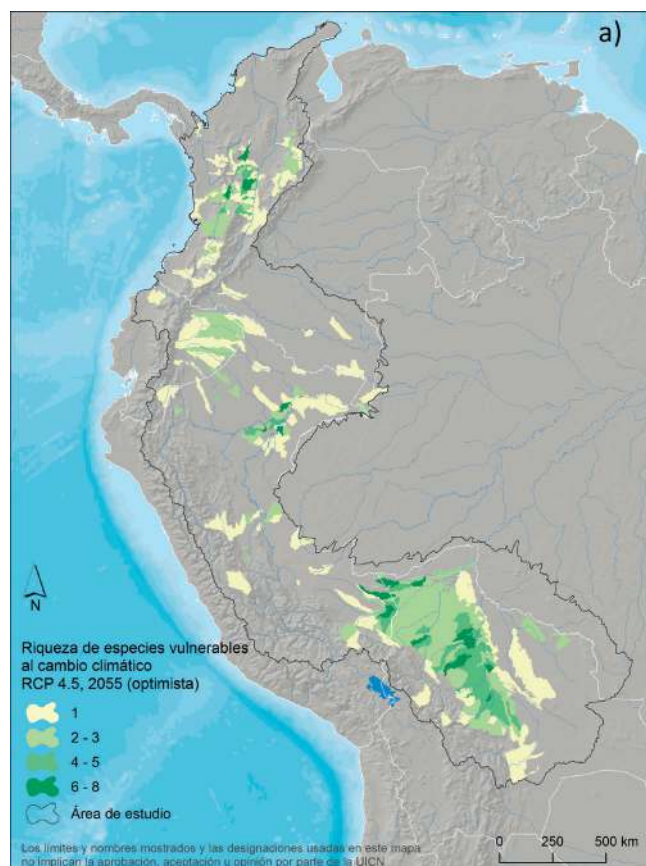 a)
N
Riqueza de especies vulnerables
al cambio climático
RCP 4.5, 2055 (optimista)
1
2 - 3
4 - 5
6 - 8
Área de estudio
Los límites y nombres mostrados y las designaciones usadas en este mapa
no implican la aprobación, aceptación u opinión por parte de la UICN
0 250 500 km